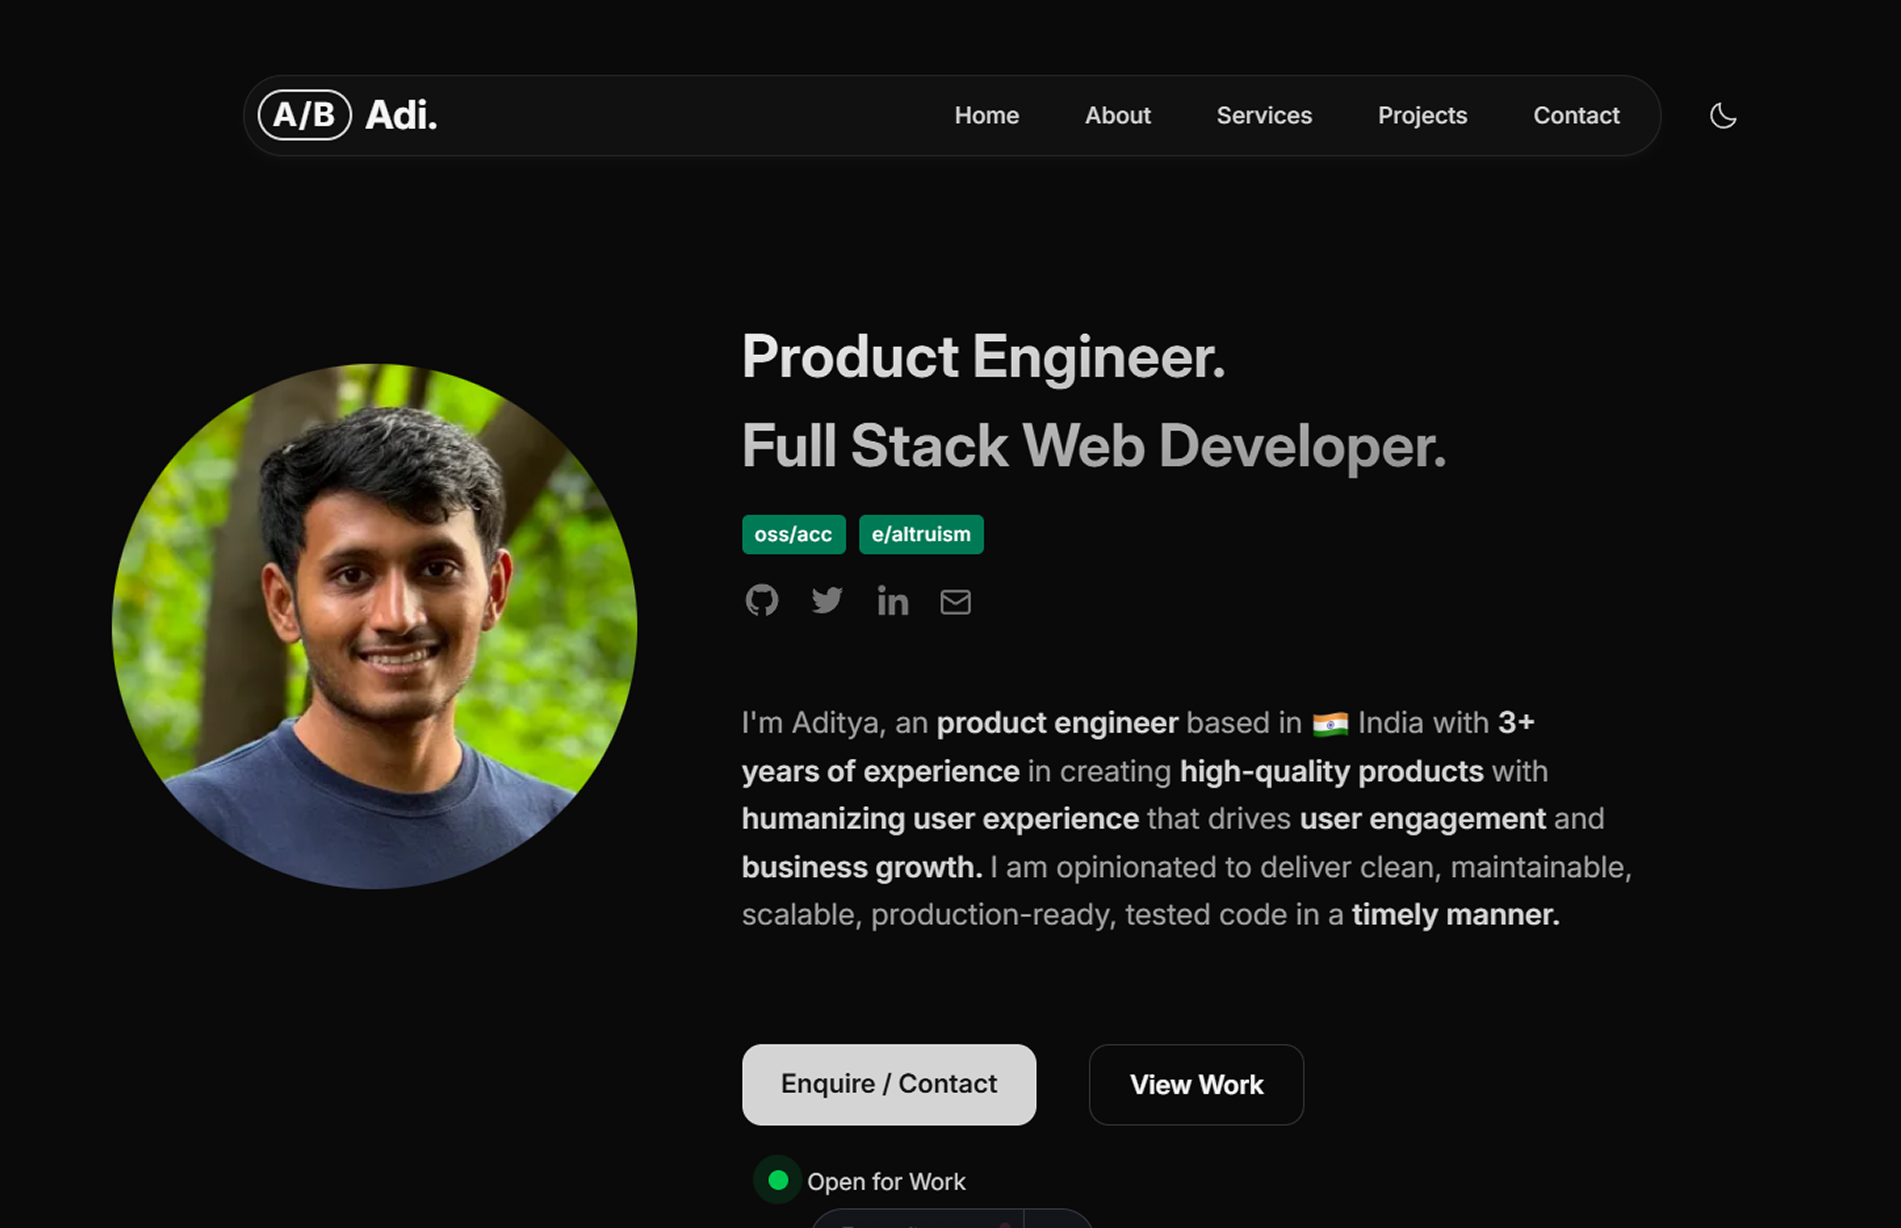 A/B Adi.
Home About Services Projects Contact
Product Engineer.
Full Stack Web Developer.
oss/acc e/altruism
I'm Aditya, an product engineer based in 🇮🇳 India with 3+
years of experience in creating high-quality products with
humanizing user experience that drives user engagement and
business growth. I am opinionated to deliver clean, maintainable,
scalable, production-ready, tested code in a timely manner.
Enquire / Contact View Work
Open for Work